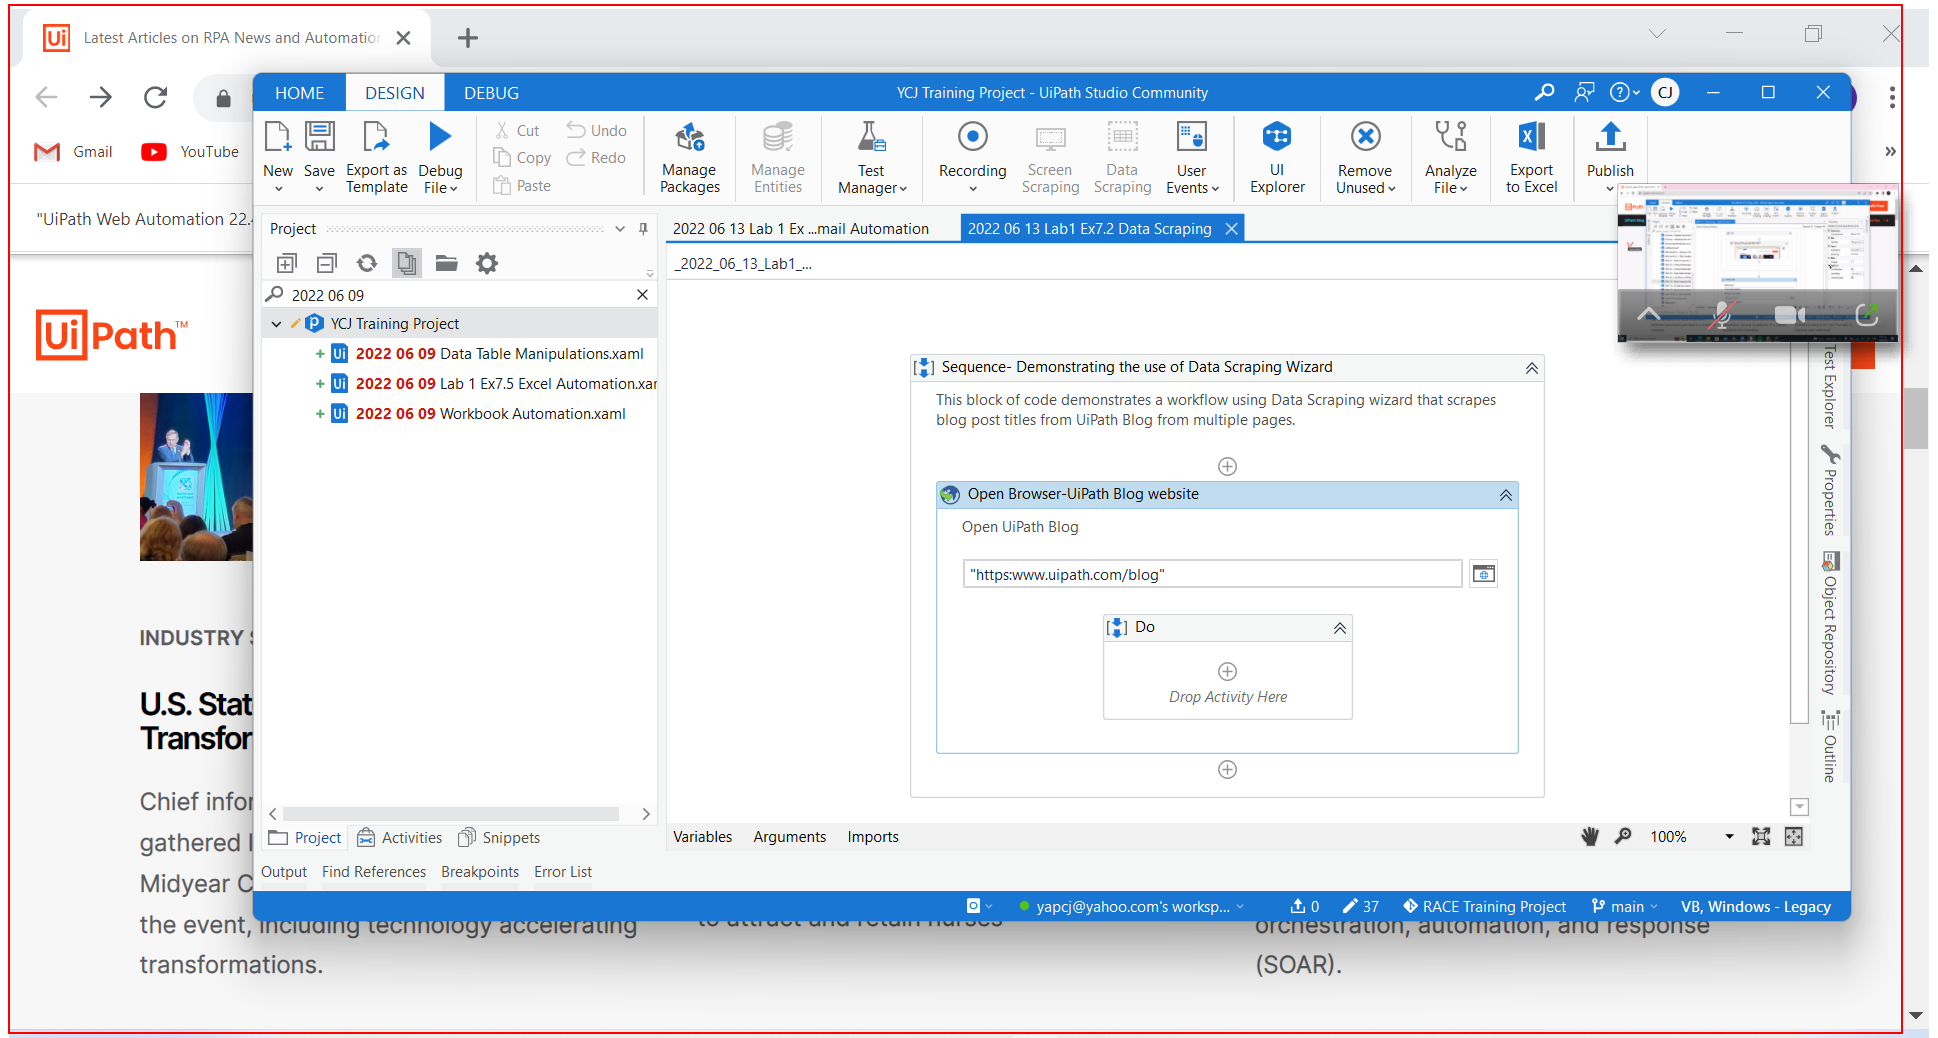 Latest Articles on RPA News and Automation
Gmail
YouTube
"UiPath Web Automation 22.
Ui Path™
INDUSTRY S
U.S. Stat
Transfor
Chief infor
gathered l
Midyear C
the event, including technology accelerating
transformations.
to attract and retain nurses
orchestration, automation, and response
(SOAR).
HOME
DESIGN
DEBUG
YCJ Training Project - UiPath Studio Community
CJ
New
Save
Export as
Template
Debug
File
Cut
Copy
Paste
Undo
Redo
Manage
Packages
Manage
Entities
Test
Manager
Recording
Screen
Scraping
Data
Scraping
User
Events
UI
Explorer
Remove
Unused
Analyze
File
Export
to Excel
Publish
Project
2022 06 09
YCJ Training Project
2022 06 09 Data Table Manipulations.xaml
2022 06 09 Lab 1 Ex7.5 Excel Automation.xar
2022 06 09 Workbook Automation.xaml
Project
Activities
Snippets
2022 06 13 Lab 1 Ex ...mail Automation
2022 06 13 Lab1 Ex7.2 Data Scraping
_2022_06_13_Lab1_...
Sequence- Demonstrating the use of Data Scraping Wizard
This block of code demonstrates a workflow using Data Scraping wizard that scrapes
blog post titles from UiPath Blog from multiple pages.
Open Browser-UiPath Blog website
Open UiPath Blog
"https:www.uipath.com/blog"
Do
Drop Activity Here
Variables
Arguments
Imports
100%
Test Explorer
Properties
Object Repository
Outline
Output
Find References
Breakpoints
Error List
yapcj@yahoo.com's worksp...
0
37
RACE Training Project
main
VB, Windows - Legacy